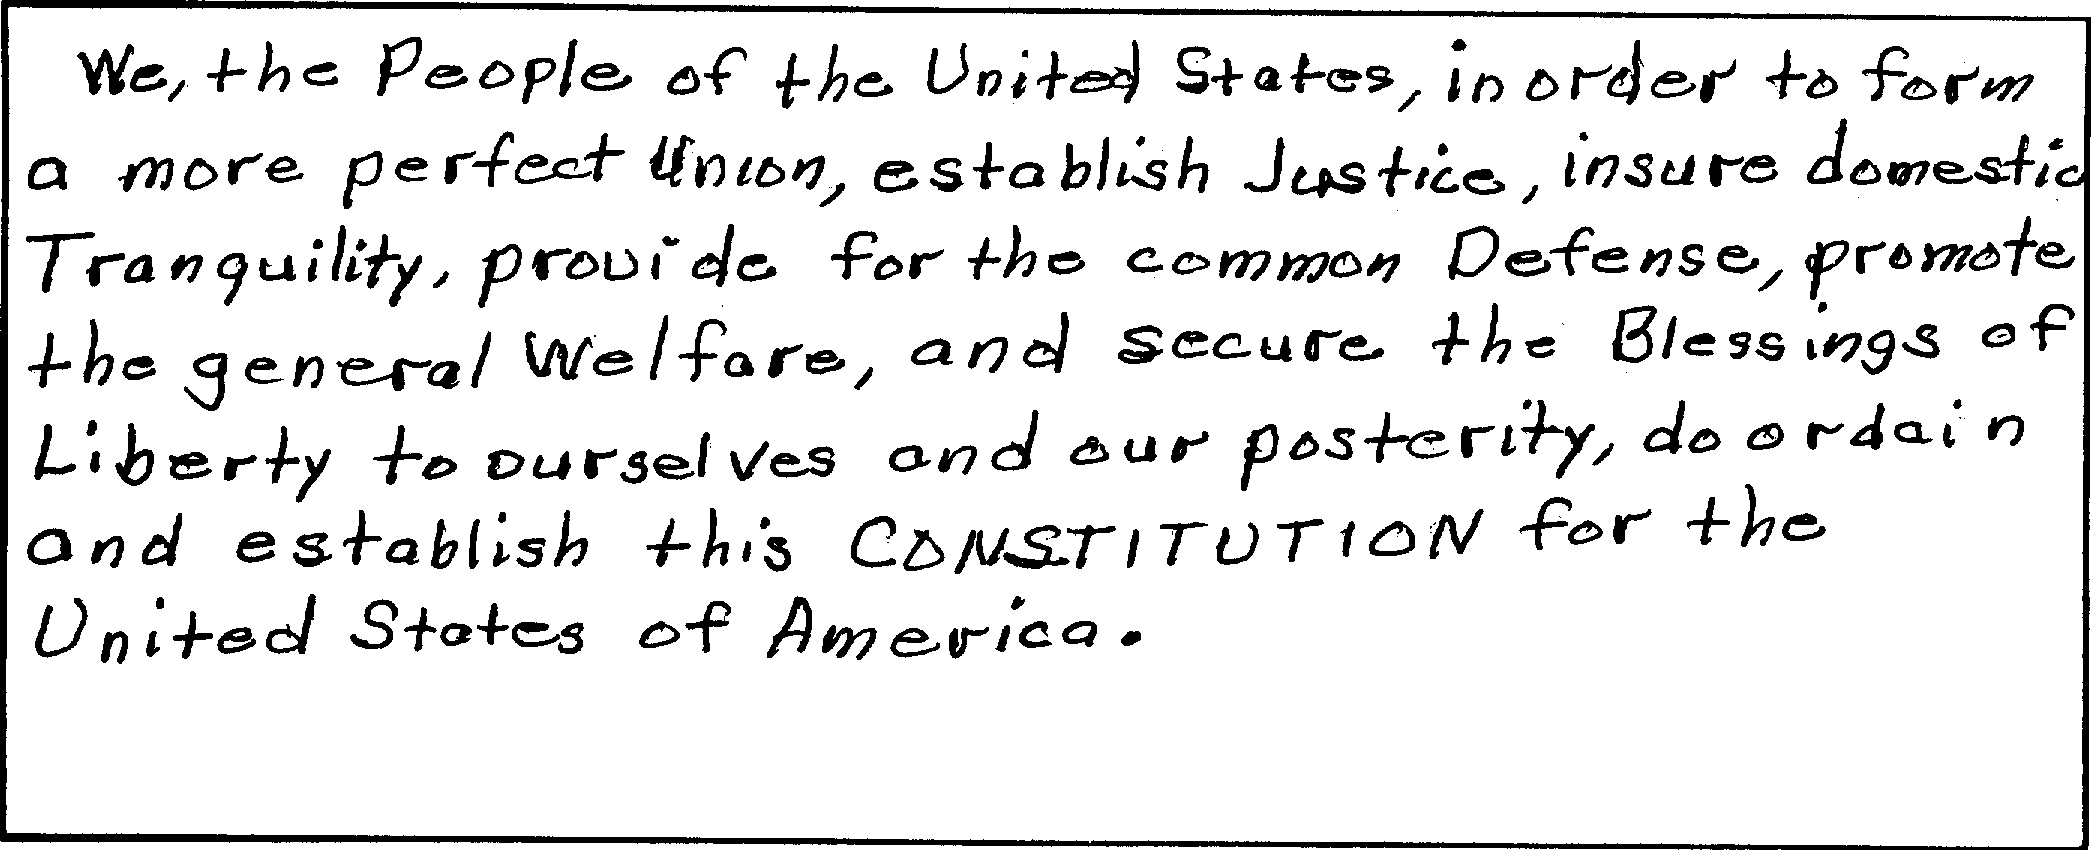 We, the People of the United States, in order to form
a more perfect Union, establish Justice, insure domestic
Tranquility, provide for the common Defense, promote
the general Welfare, and secure the Blessings of
Liberty to ourselves and our posterity, do ordain
and establish this CONSTITUTION for the
United States of America.